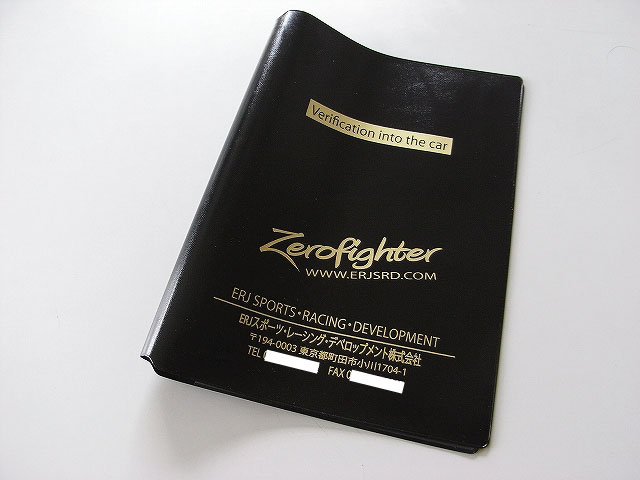 Verification into the car
Zerofighter
WWW.ERJSRD.COM
ERJ SPORTS・RACING・DEVELOPMENT
ERJスポーツ・レーシング・デベロップメント株式会社
〒194-0003 東京都町田市小川1704-1
TEL FAX 0